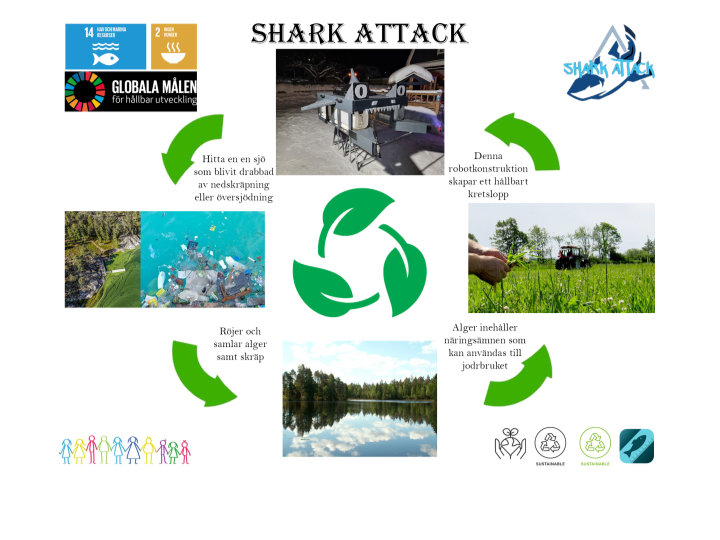 SHARK ATTACK
14 HAV OCH MARINA
RESURSER
2 INGEN
HUNGER
GLOBALA MÅLEN
för hållbar utveckling
SHARK ATTACK
Hitta en en sjö
som blivit drabbad
av nedskräpning
eller översjödning
Denna
robotkonstruktion
skapar ett hållbart
kretslopp
Röjer och
samlar alger
samt skräp
Alger inehåller
näringsämnen som
kan användas till
jodrbruket
SUSTAINABLE
SUSTAINABLE